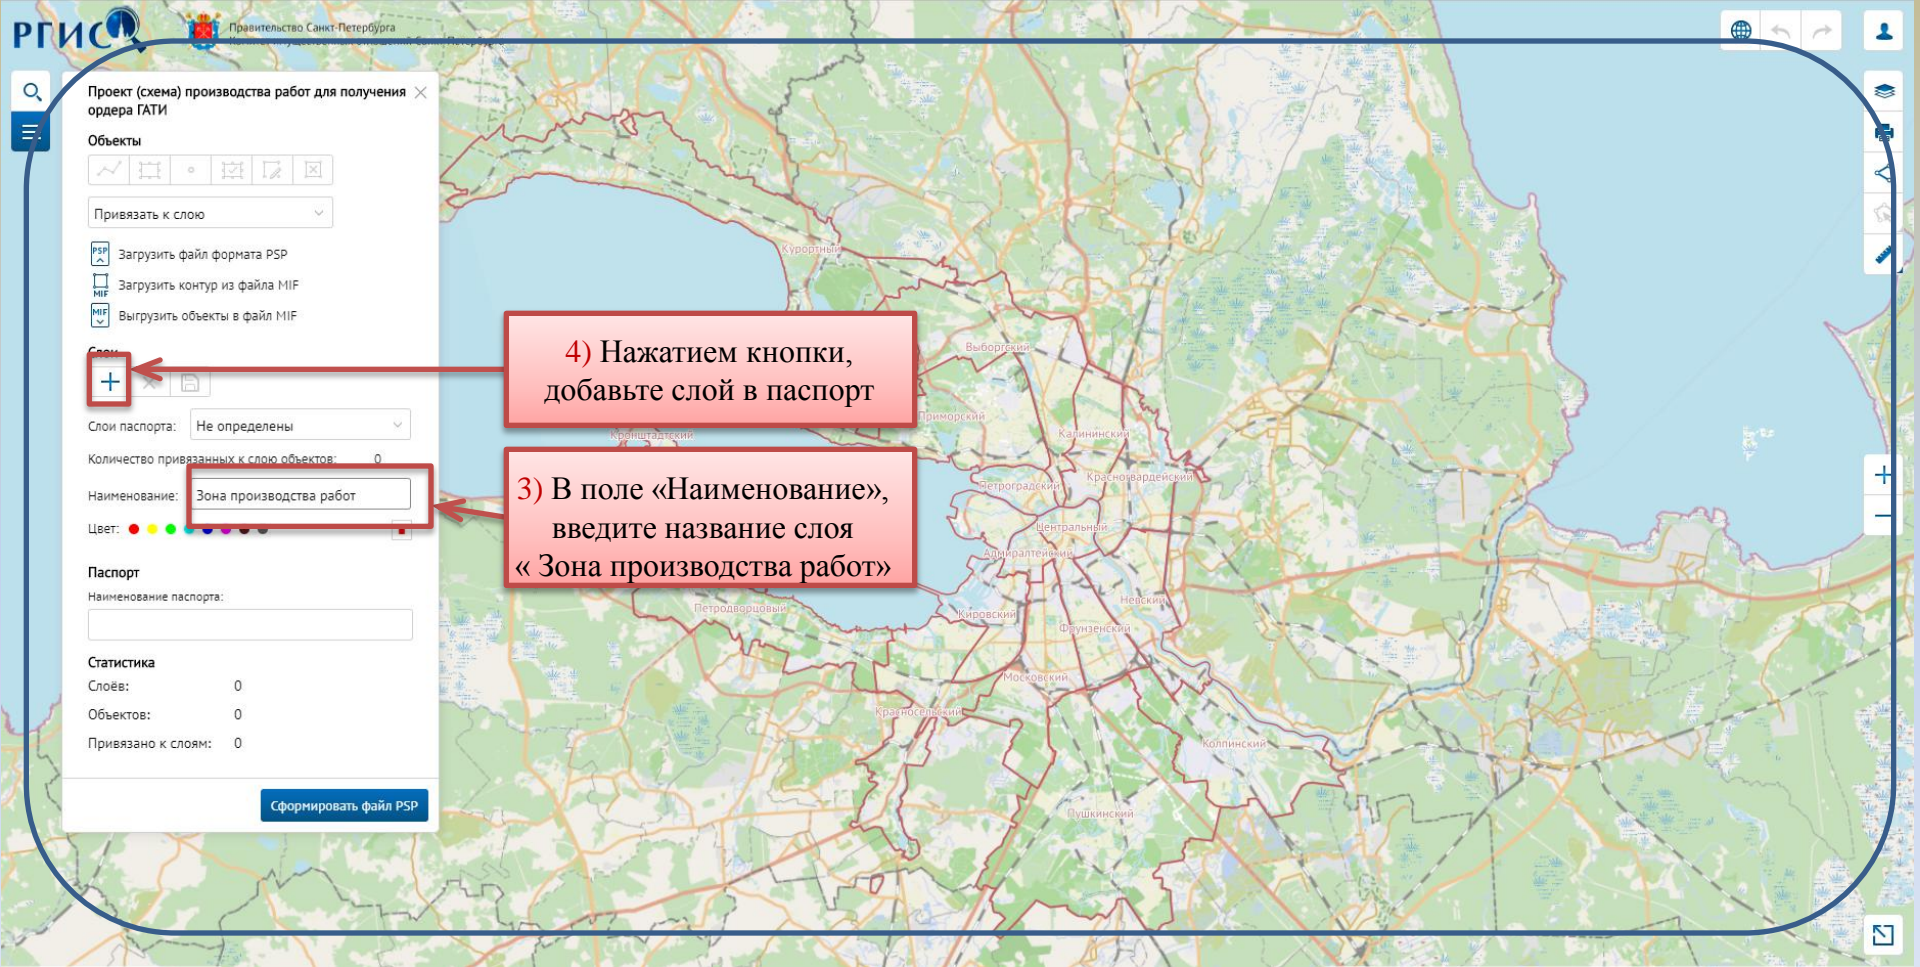 РГИС
Правительство Санкт-Петербурга
Проект (схема) производства работ для получения
ордера ГАТИ
Объекты
Привязать к слою
PSP
Загрузить файл формата PSP
MIF
Загрузить контур из файла MIF
MIF
Выгрузить объекты в файл MIF
Слои
Слои паспорта: Не определены
Количество привязанных к слою объектов: 0
Наименование: Зона производства работ
Цвет:
Паспорт
Наименование паспорта:
Статистика
Слоёв: 0
Объектов: 0
Привязано к слоям: 0
Сформировать файл PSP
4) Нажатием кнопки,
добавьте слой в паспорт
3) В поле «Наименование»,
введите название слоя
« Зона производства работ»
Курортный
Выборгский
Приморский
Кронштадтский
Калининский
Красногвардейский
Петроградский
Центральный
Адмиралтейский
Петродворцовый
Кировский
Невский
Фрунзенский
Московский
Красносельский
Колпинский
Пушкинский